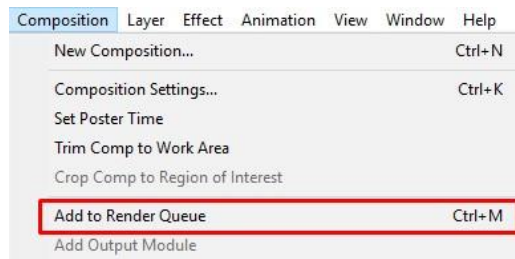 Composition Layer Effect Animation View Window Help
New Composition... Ctrl+N
Composition Settings... Ctrl+K
Set Poster Time
Trim Comp to Work Area
Crop Comp to Region of Interest
Add to Render Queue Ctrl+M
Add Output Module